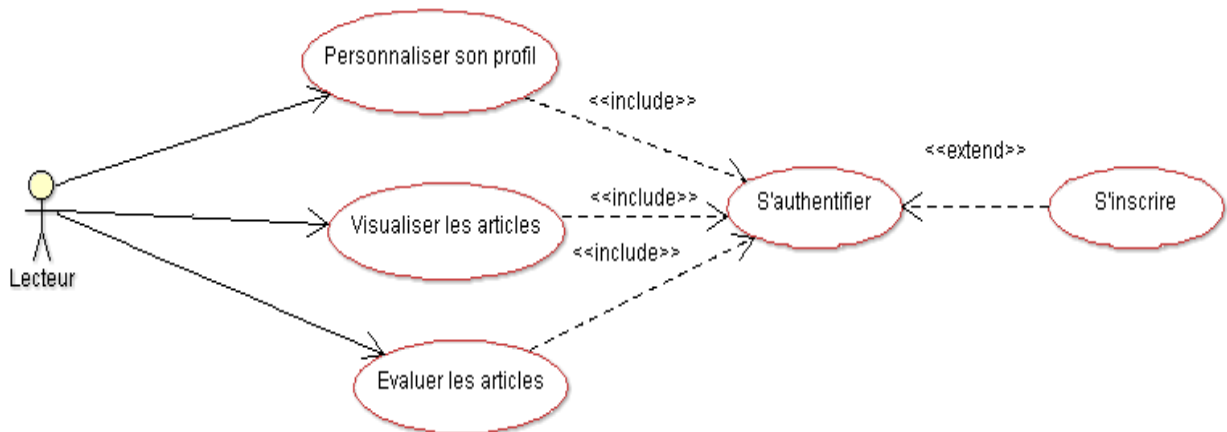 Personnaliser son profil
<<include>>
<<extend>>
<<include>>
S'authentifier
S'inscrire
Visualiser les articles
<<include>>
Lecteur
Evaluer les articles